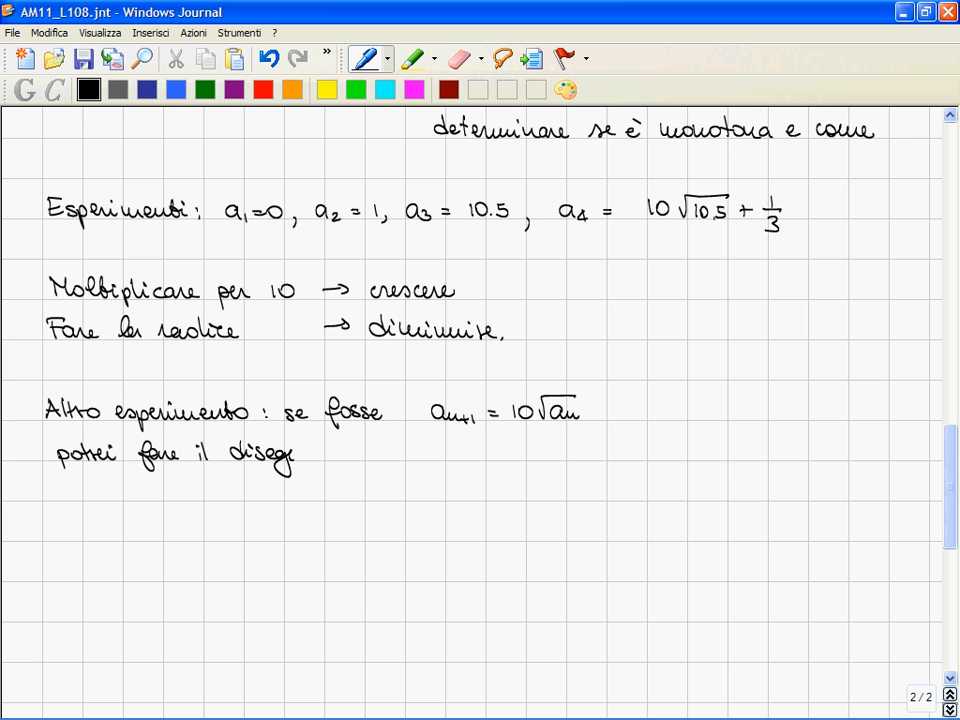 AM11_L108.jnt - Windows Journal
File Modifica Visualizza Inserisci Azioni Strumenti ?
»
G C
determinare se è monotona e come
Esperimenti: a₁=0, a₂ = 1, a₃ = 10.5, a₄ = 10√10.5 + 1/3
Moltiplicare per 10 → crescere
Fare la radice → diminuire.
Altro esperimento: se fosse aₙ₊₁ = 10√aₙ
potrei fare il diseg
2 / 2